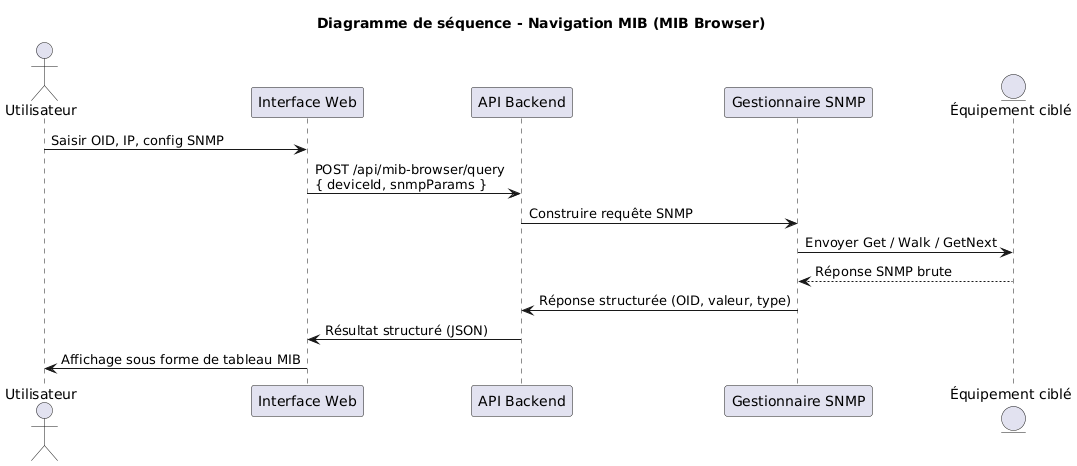 Diagramme de séquence - Navigation MIB (MIB Browser)
Utilisateur
Interface Web
API Backend
Gestionnaire SNMP
Équipement ciblé
Saisir OID, IP, config SNMP
POST /api/mib-browser/query
{ deviceId, snmpParams }
Construire requête SNMP
Envoyer Get / Walk / GetNext
Réponse SNMP brute
Réponse structurée (OID, valeur, type)
Résultat structuré (JSON)
Affichage sous forme de tableau MIB
Utilisateur
Interface Web
API Backend
Gestionnaire SNMP
Équipement ciblé